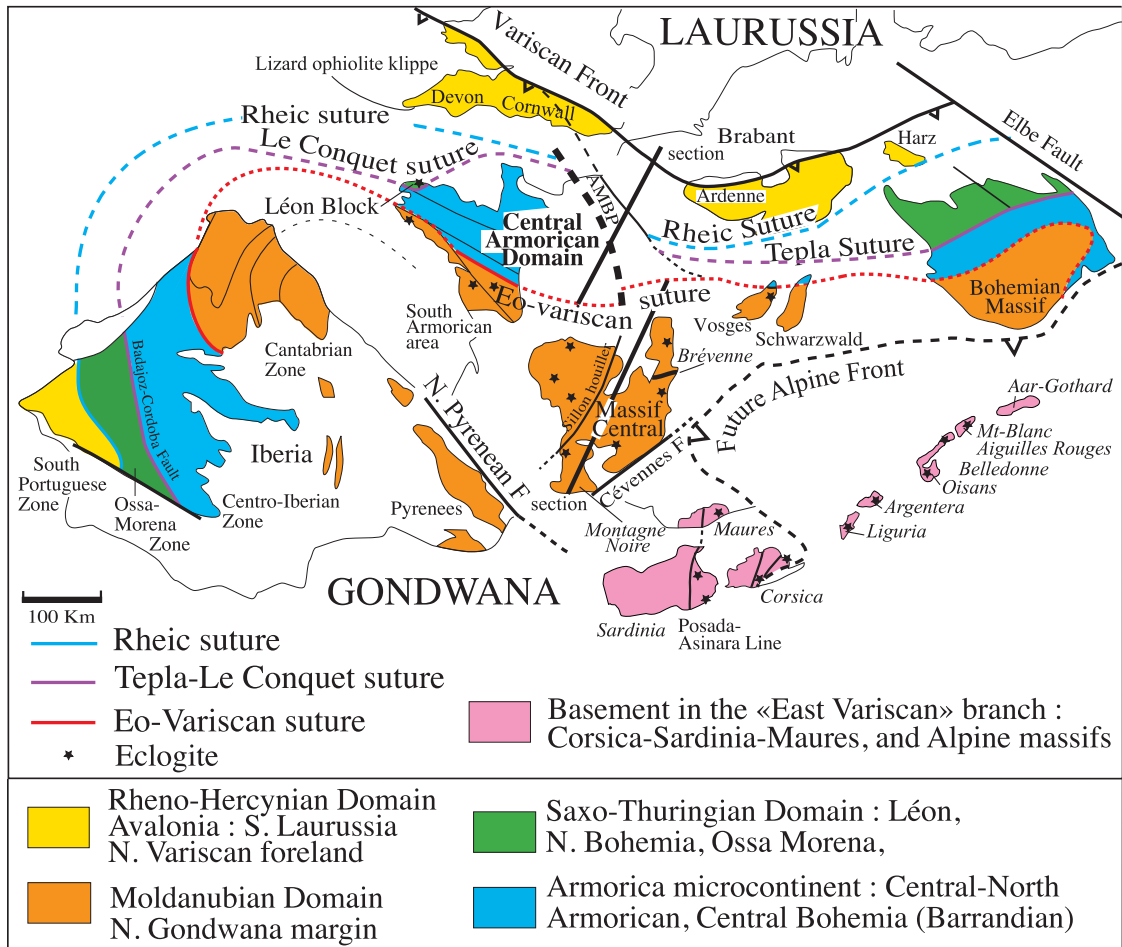 LAURUSSIA
Variscan Front
Lizard ophiolite klippe
Devon
Cornwall
Rheic suture
Le Conquet suture
Brabant
Harz
Elbe Fault
section
AMBP
Ardenne
Léon Block
Central
Armorican
Domain
Rheic Suture
Tepla Suture
Eo-variscan suture
Bohemian
Massif
South
Armorican
area
Vosges
Schwarzwald
Cantabrian
Zone
Badajoz-Cordoba Fault
Brévenne
Sillon houiller
Massif
Central
N. Pyrenean F.
Future Alpine Front
Aar-Gothard
Mt-Blanc
Aiguilles Rouges
Belledonne
Oisans
Argentera
Liguria
Iberia
South
Portuguese
Zone
Ossa-
Morena
Zone
Centro-Iberian
Zone
Pyrenees
section
Cévennes F.
Montagne
Noire
Maures
GONDWANA
Corsica
Sardinia
Posada-
Asinara Line
100 Km
Rheic suture
Tepla-Le Conquet suture
Eo-Variscan suture
Eclogite
Basement in the «East Variscan» branch :
Corsica-Sardinia-Maures, and Alpine massifs
Rheno-Hercynian Domain
Avalonia : S. Laurussia
N. Variscan foreland
Moldanubian Domain
N. Gondwana margin
Saxo-Thuringian Domain : Léon,
N. Bohemia, Ossa Morena,
Armorica microcontinent : Central-North
Armorican, Central Bohemia (Barrandian)